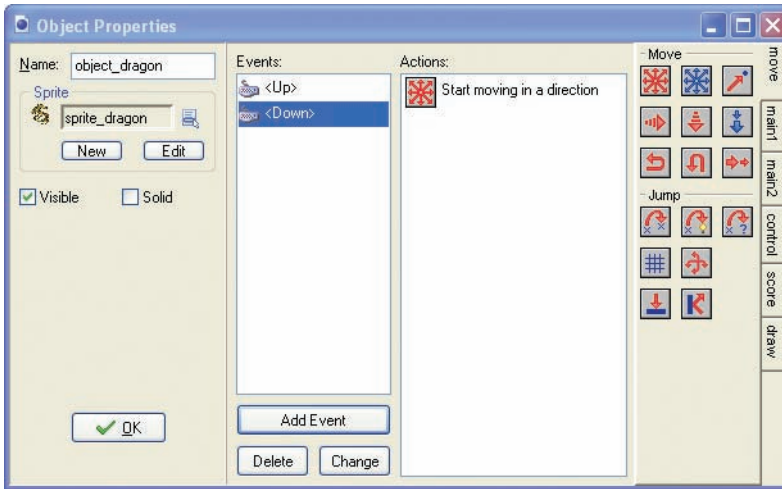 Object Properties
Name: object_dragon
Sprite
sprite_dragon
New Edit
Visible Solid
OK
Events:
<Up>
<Down>
Add Event
Delete Change
Actions:
Start moving in a direction
Move
Jump
move
main1
main2
control
score
draw